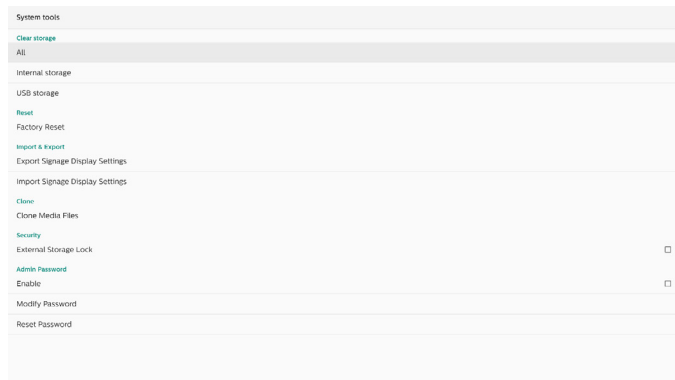 System tools
Clear storage
All
Internal storage
USB storage
Reset
Factory Reset
Import & Export
Export Signage Display Settings
Import Signage Display Settings
Clone
Clone Media Files
Security
External Storage Lock
Admin Password
Enable
Modify Password
Reset Password